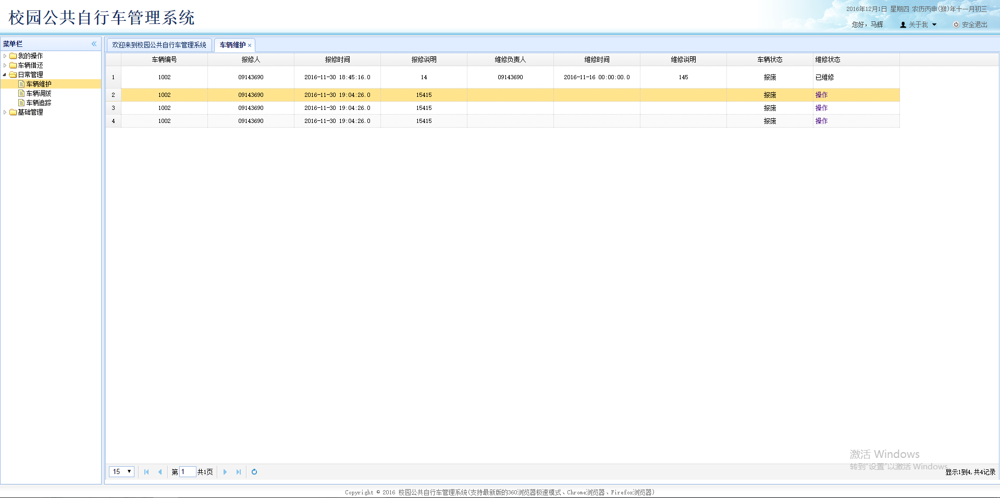 校园公共自行车管理系统
2016年12月1日 星期四 农历丙申(猴)年十一月初三
您好，马辉 关于我 安全退出
菜单栏
我的操作
车辆借还
日常管理
车辆维护
车辆调拨
车辆追踪
基础管理
欢迎来到校园公共自行车管理系统 车辆维护
车辆编号 报修人 报修时间 报修说明 维修负责人 维修时间 维修说明 车辆状态 维修状态
1 1002 09143690 2016-11-30 18:45:16.0 14 09143690 2016-11-16 00:00:00.0 145 报废 已维修
2 1002 09143690 2016-11-30 19:04:26.0 15415 报废 操作
3 1002 09143690 2016-11-30 19:04:26.0 15415 报废 操作
4 1002 09143690 2016-11-30 19:04:26.0 15415 报废 操作
激活 Windows
转到"设置"以激活 Windows
15 第 1 共1页
显示1到4,共4记录
Copyright © 2016 校园公共自行车管理系统(支持最新版的360浏览器极速模式、Chrome浏览器、Firefox浏览器)